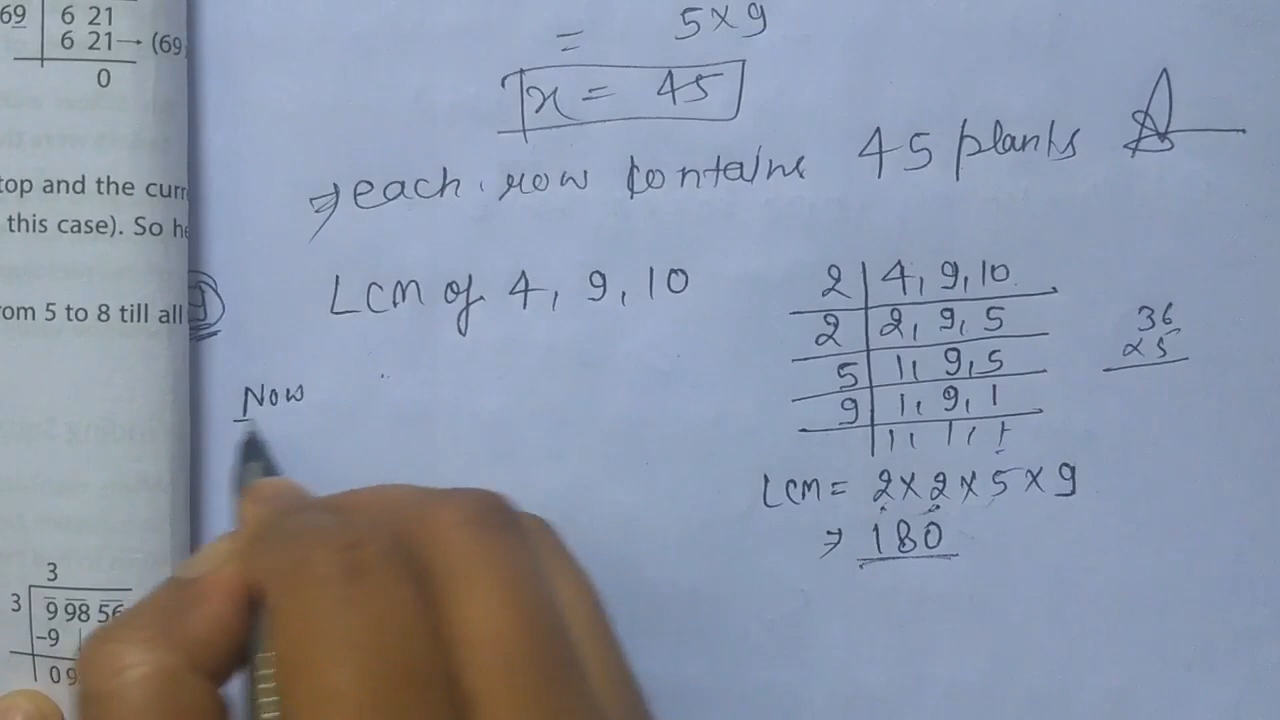 69 6 21
6 21→ (69
0
top and the curr
this case). So he
rom 5 to 8 till all
3
3 9 98 56
-9
09
= 5×9
x = 45
⇒ each row contains 45 plants
LCM of 4, 9, 10
Now
2 | 4, 9, 10
2 | 2, 9, 5
5 | 1, 9, 5
9 | 1, 9, 1
1, 1, 1
LCM = 2×2×5×9
⇒ 180
36
×5